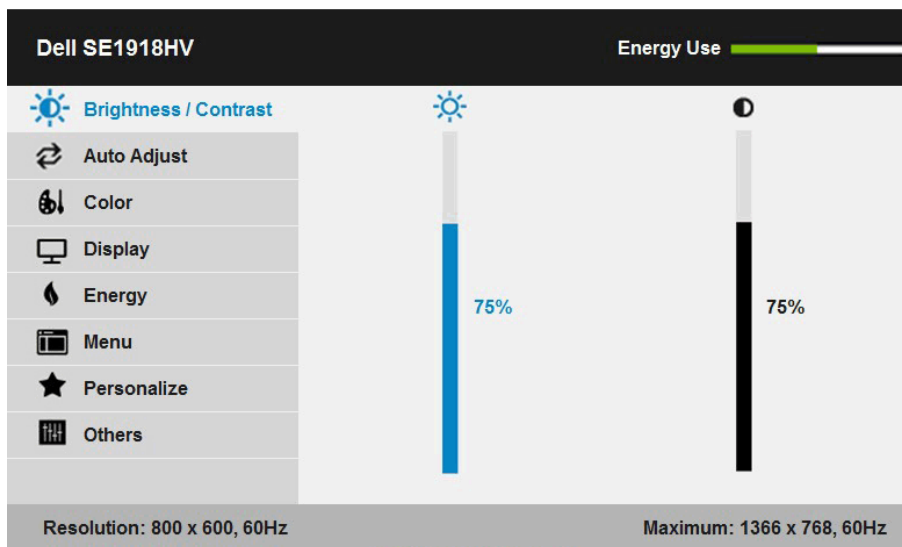 Dell SE1918HV
Energy Use
Brightness / Contrast
Auto Adjust
Color
Display
Energy
Menu
Personalize
Others
75%
75%
Resolution: 800 x 600, 60Hz
Maximum: 1366 x 768, 60Hz